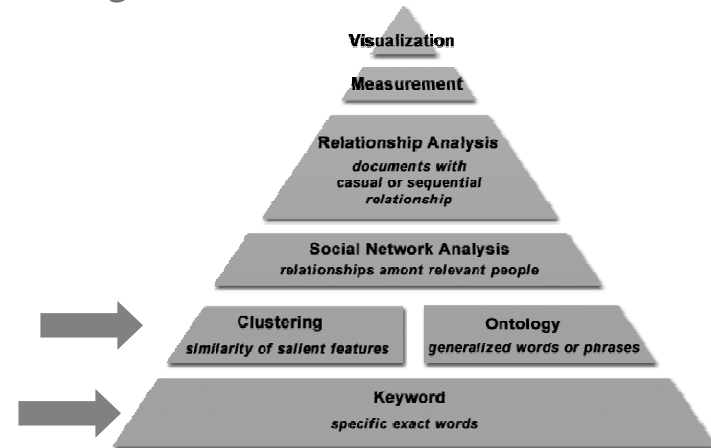 Visualization
Measurement
Relationship Analysis
documents with
casual or sequential
relationship
Social Network Analysis
relationships amont relevant people
Clustering
similarity of salient features
Ontology
generalized words or phrases
Keyword
specific exact words